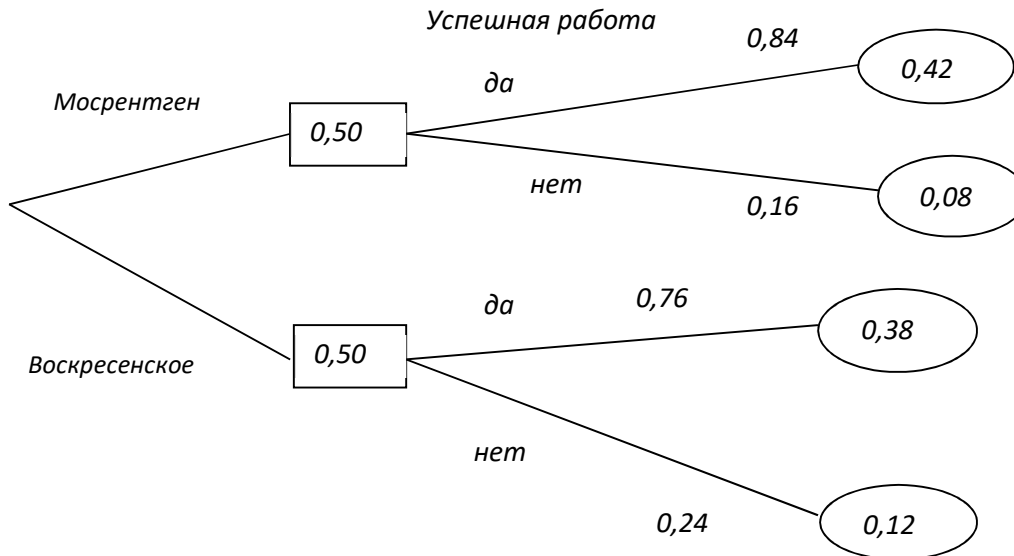 Успешная работа
0,84
0,42
да
Мосрентген
0,50
нет
0,16
0,08
да
0,76
0,38
0,50
Воскресенское
нет
0,24
0,12